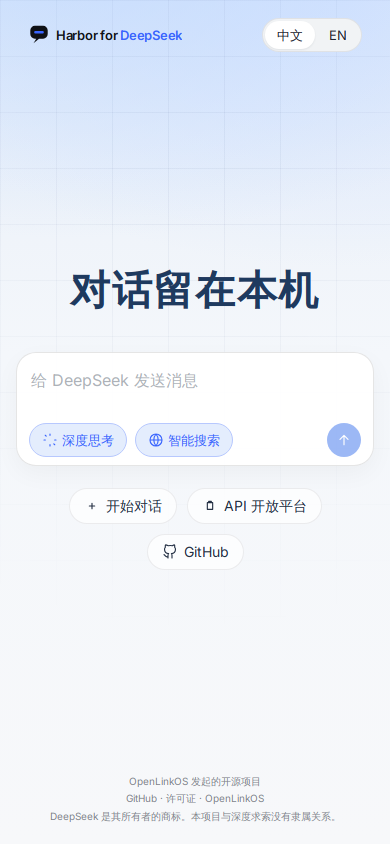 Harbor for DeepSeek
中文 EN
对话留在本机
给 DeepSeek 发送消息
深度思考 智能搜索
开始对话 API 开放平台
GitHub
OpenLinkOS 发起的开源项目
GitHub · 许可证 · OpenLinkOS
DeepSeek 是其所有者的商标。本项目与深度求索没有隶属关系。